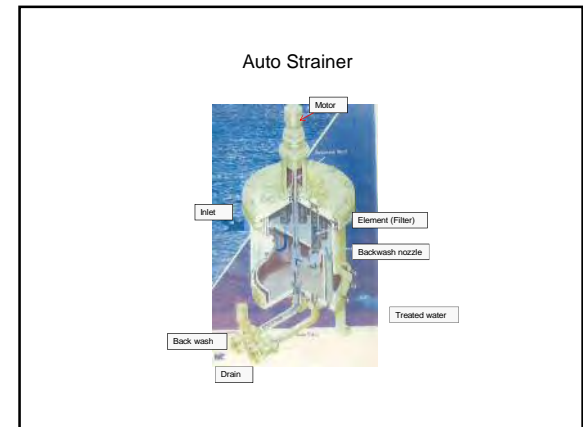 Auto Strainer
Motor
Inlet
Element (Filter)
Backwash nozzle
Treated water
Back wash
Drain